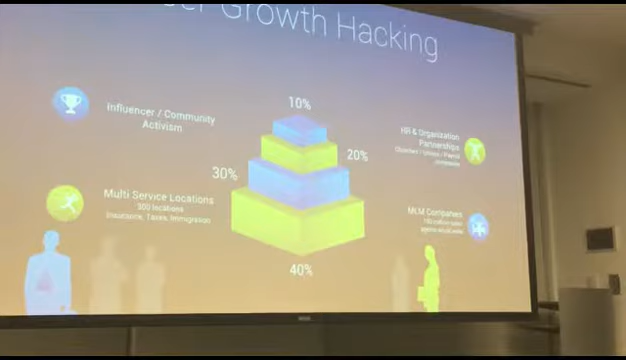 Growth Hacking
10%
Influencer / Community
Activism
HR & Organization
Partnerships
20%
30%
Multi Service Locations
300 locations
Insurance, Taxes, Immigration
MLM Companies
40%